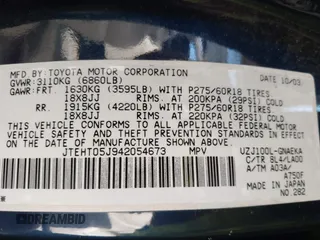 MFD. BY: TOYOTA MOTOR CORPORATION 10/03
GVWR: 3110KG (6860LB)
GAWR: FRT. 1630KG (3595LB) WITH P275/60R18 TIRES
18X8JJ RIMS, AT 200KPA (29PSI) COLD
RR. 1915KG (4220LB) WITH P275/60R18 TIRES
18X8JJ RIMS, AT 220KPA (32PSI) COLD
THIS VEHICLE CONFORMS TO ALL APPLICABLE FEDERAL MOTOR
VEHICLE SAFETY, BUMPER, AND THEFT PREVENTION STANDARDS IN
EFFECT ON THE DATE OF MANUFACTURE SHOWN ABOVE.
JTEHT05J942054673 MPV UZJ100L-GNAEKA
C/TR BL4/LA00
A/TM A03A/
A750F
MADE IN JAPAN
NO.282
DREAMBID